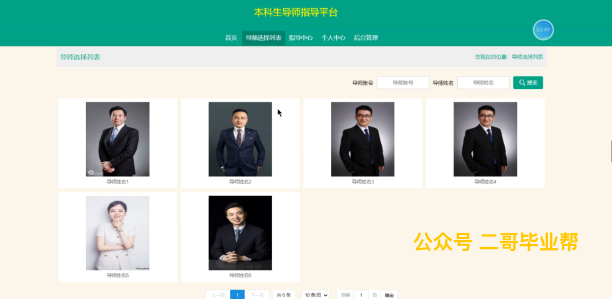 本科生导师指导平台
01:49
首页 导师选择列表 指导中心 个人中心 后台管理
导师选择列表 您现在的位置：导师选择列表
导师账号 导师账号 导师姓名 导师姓名 搜索
导师姓名1 导师姓名2 导师姓名3 导师姓名4
导师姓名5 导师姓名6
公众号 二哥毕业帮
上一页 1 下一页 共 6 条 10 条/页 到第 1 页 确定